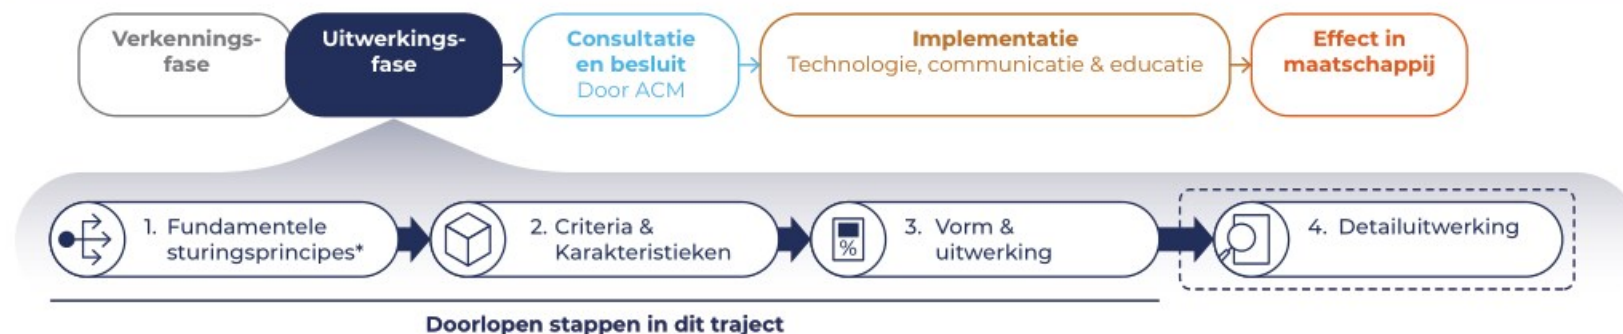 Verkennings-
fase
Uitwerkings-
fase
Consultatie
en besluit
Door ACM
Implementatie
Technologie, communicatie & educatie
Effect in
maatschappij
1. Fundamentele
sturingsprincipes*
2. Criteria &
Karakteristieken
%
3. Vorm &
uitwerking
4. Detailuitwerking
Doorlopen stappen in dit traject